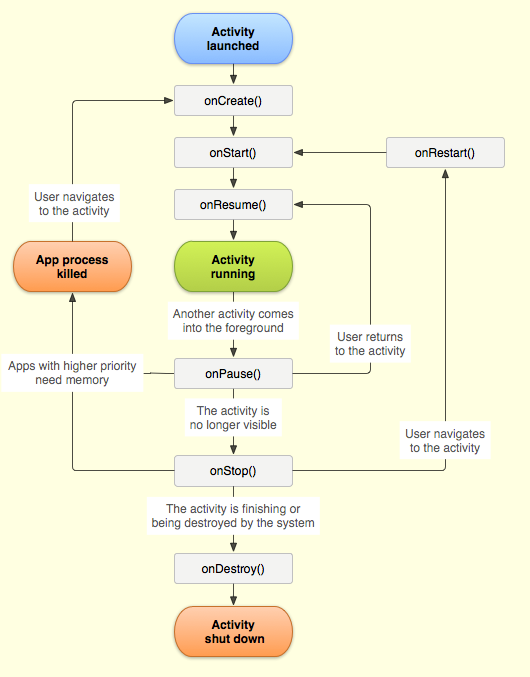 Activity
launched
onCreate()
onStart()
onRestart()
onResume()
User navigates
to the activity
App process
killed
Activity
running
Another activity comes
into the foreground
User returns
to the activity
Apps with higher priority
need memory
onPause()
The activity is
no longer visible
User navigates
to the activity
onStop()
The activity is finishing or
being destroyed by the system
onDestroy()
Activity
shut down